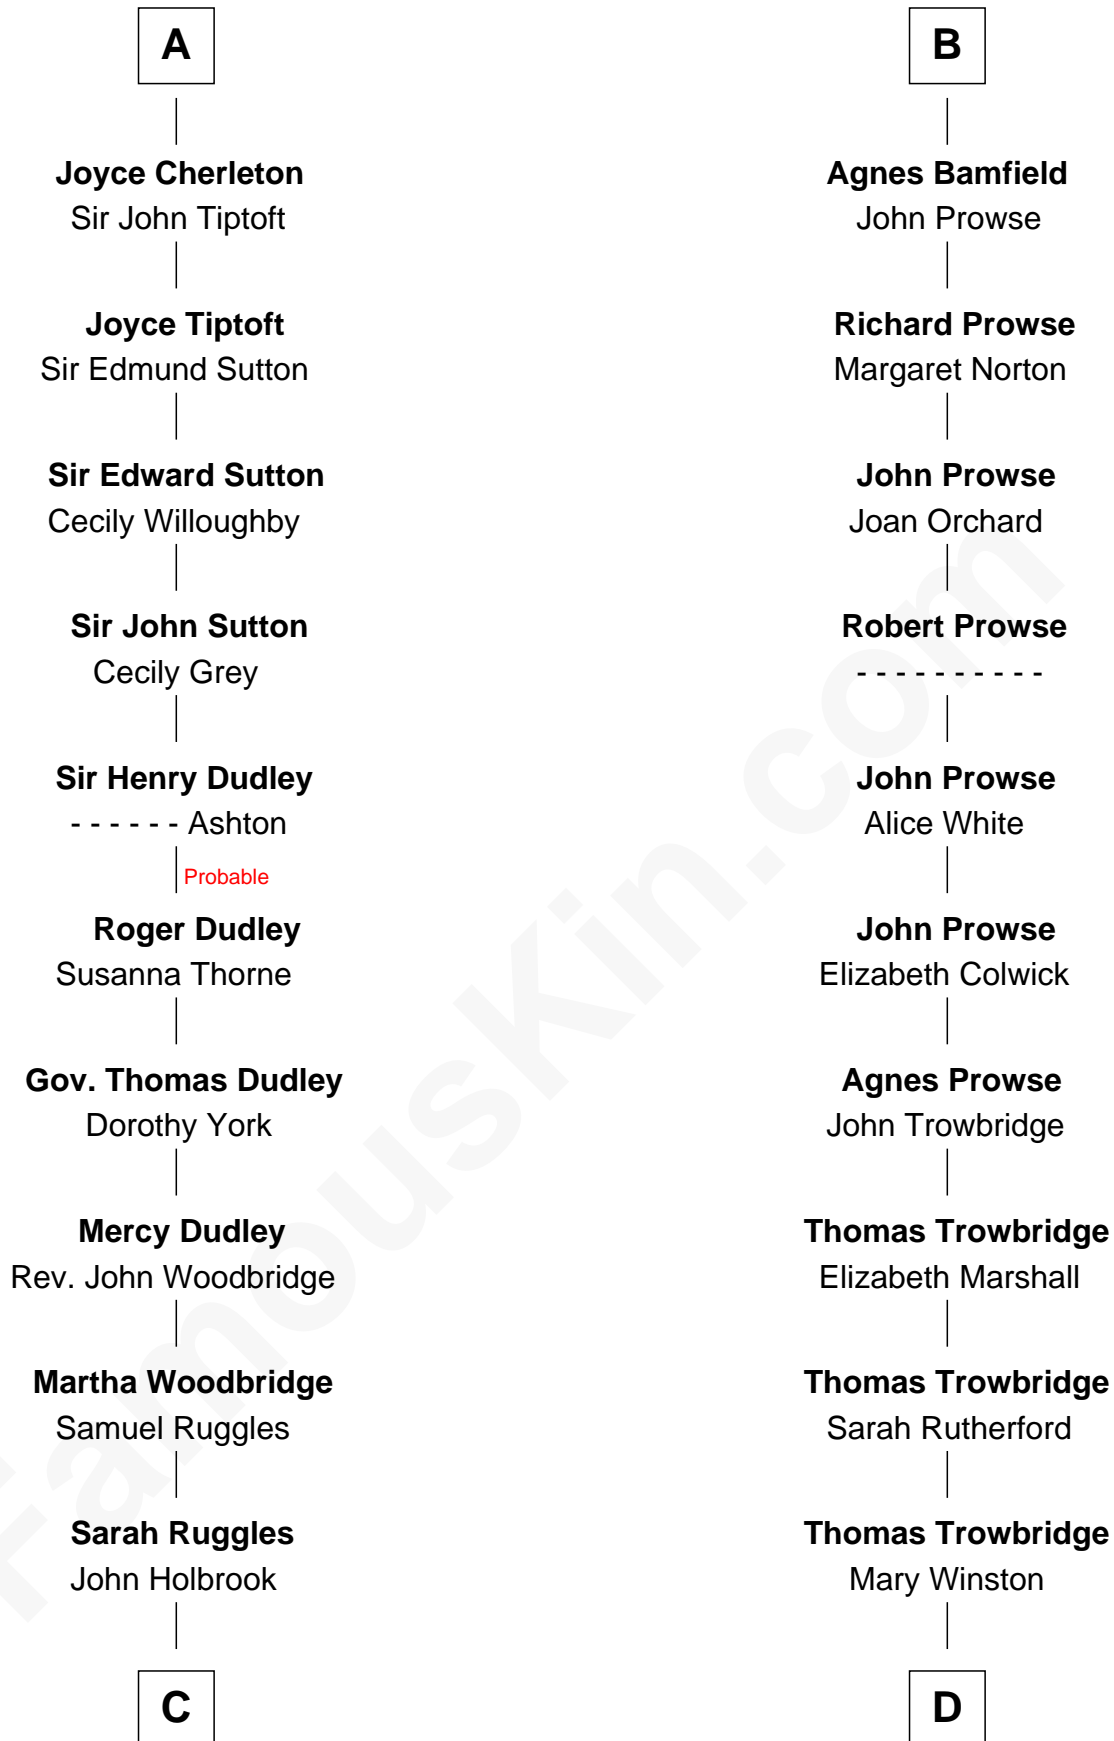 A
Joyce Cherleton
Sir John Tiptoft
Joyce Tiptoft
Sir Edmund Sutton
Sir Edward Sutton
Cecily Willoughby
Sir John Sutton
Cecily Grey
Sir Henry Dudley
- - - - - - Ashton
Probable
Roger Dudley
Susanna Thorne
Gov. Thomas Dudley
Dorothy York
Mercy Dudley
Rev. John Woodbridge
Martha Woodbridge
Samuel Ruggles
Sarah Ruggles
John Holbrook
C
B
Agnes Bamfield
John Prowse
Richard Prowse
Margaret Norton
John Prowse
Joan Orchard
Robert Prowse
- - - - - - - - - -
John Prowse
Alice White
John Prowse
Elizabeth Colwick
Agnes Prowse
John Trowbridge
Thomas Trowbridge
Elizabeth Marshall
Thomas Trowbridge
Sarah Rutherford
Thomas Trowbridge
Mary Winston
D
FamousKin.com